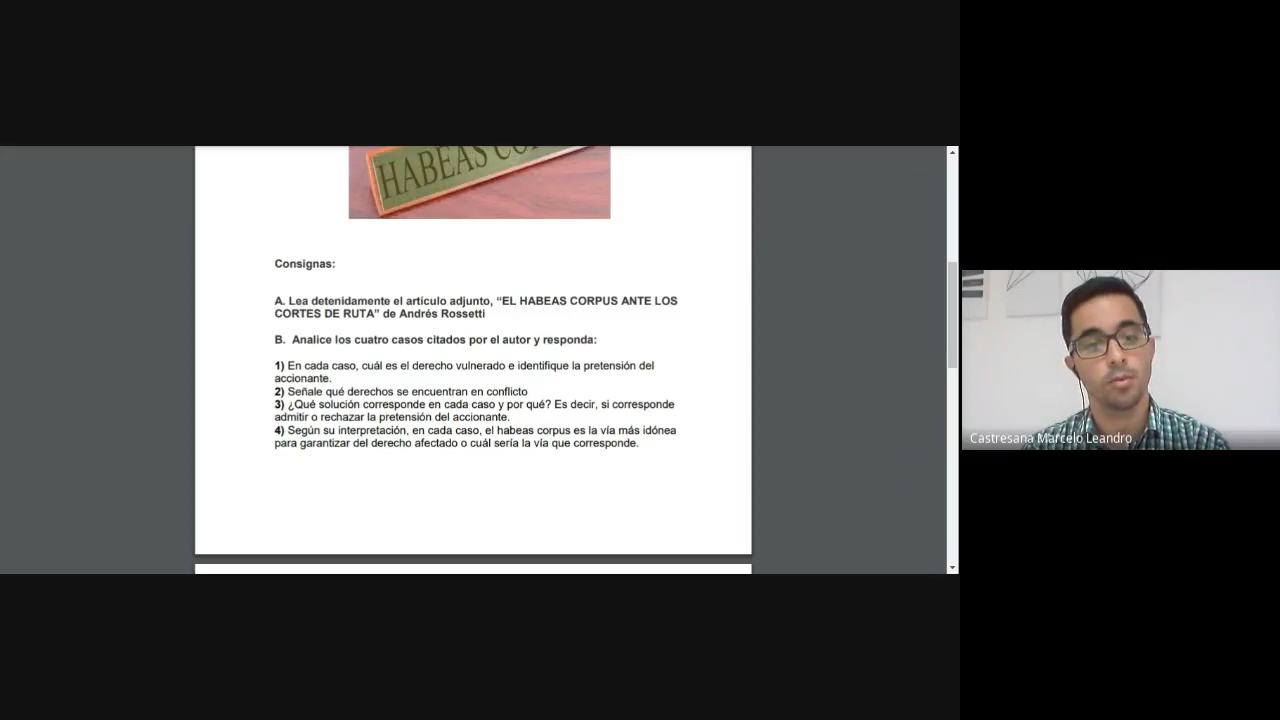 HABEAS
Consignas:
A. Lea detenidamente el artículo adjunto, “EL HABEAS CORPUS ANTE LOS
CORTES DE RUTA” de Andrés Rossetti
B. Analice los cuatro casos citados por el autor y responda:
1) En cada caso, cuál es el derecho vulnerado e identifique la pretensión del
accionante.
2) Señale qué derechos se encuentran en conflicto
3) ¿Qué solución corresponde en cada caso y por qué? Es decir, si corresponde
admitir o rechazar la pretensión del accionante.
4) Según su interpretación, en cada caso, el habeas corpus es la vía más idónea
para garantizar del derecho afectado o cuál sería la vía que corresponde.
Castresana Marcelo Leandro